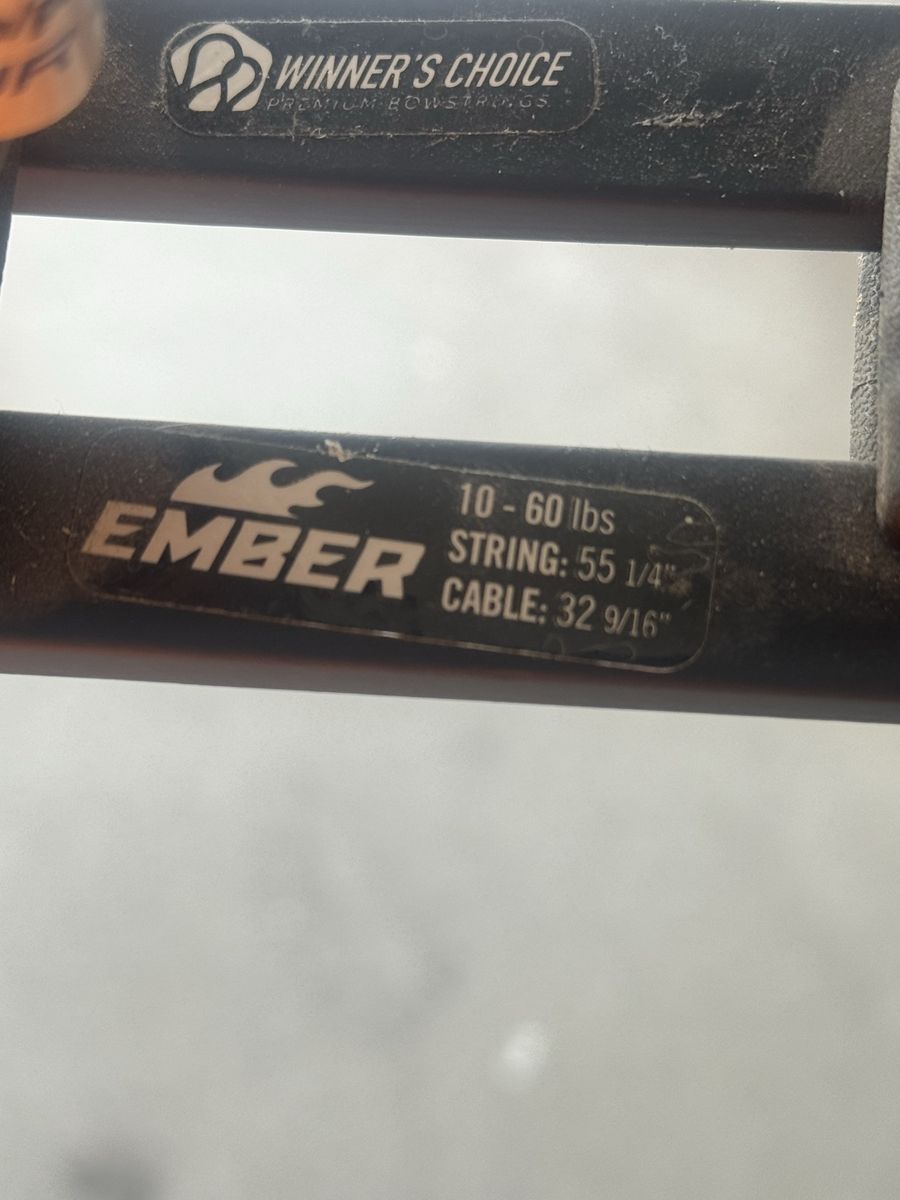 WINNER'S CHOICE
PREMIUM BOWSTRINGS
EMBER
10 - 60 lbs
STRING: 55 1/4"
CABLE: 32 9/16"